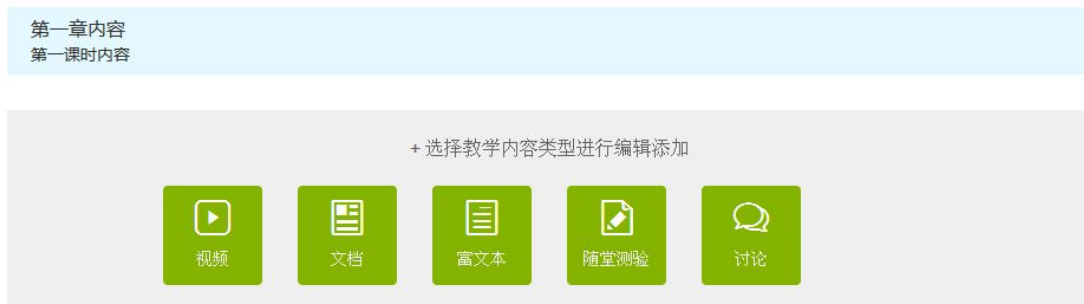 第一章内容
第一课时内容
+ 选择教学内容类型进行编辑添加
视频
文档
富文本
随堂测验
讨论